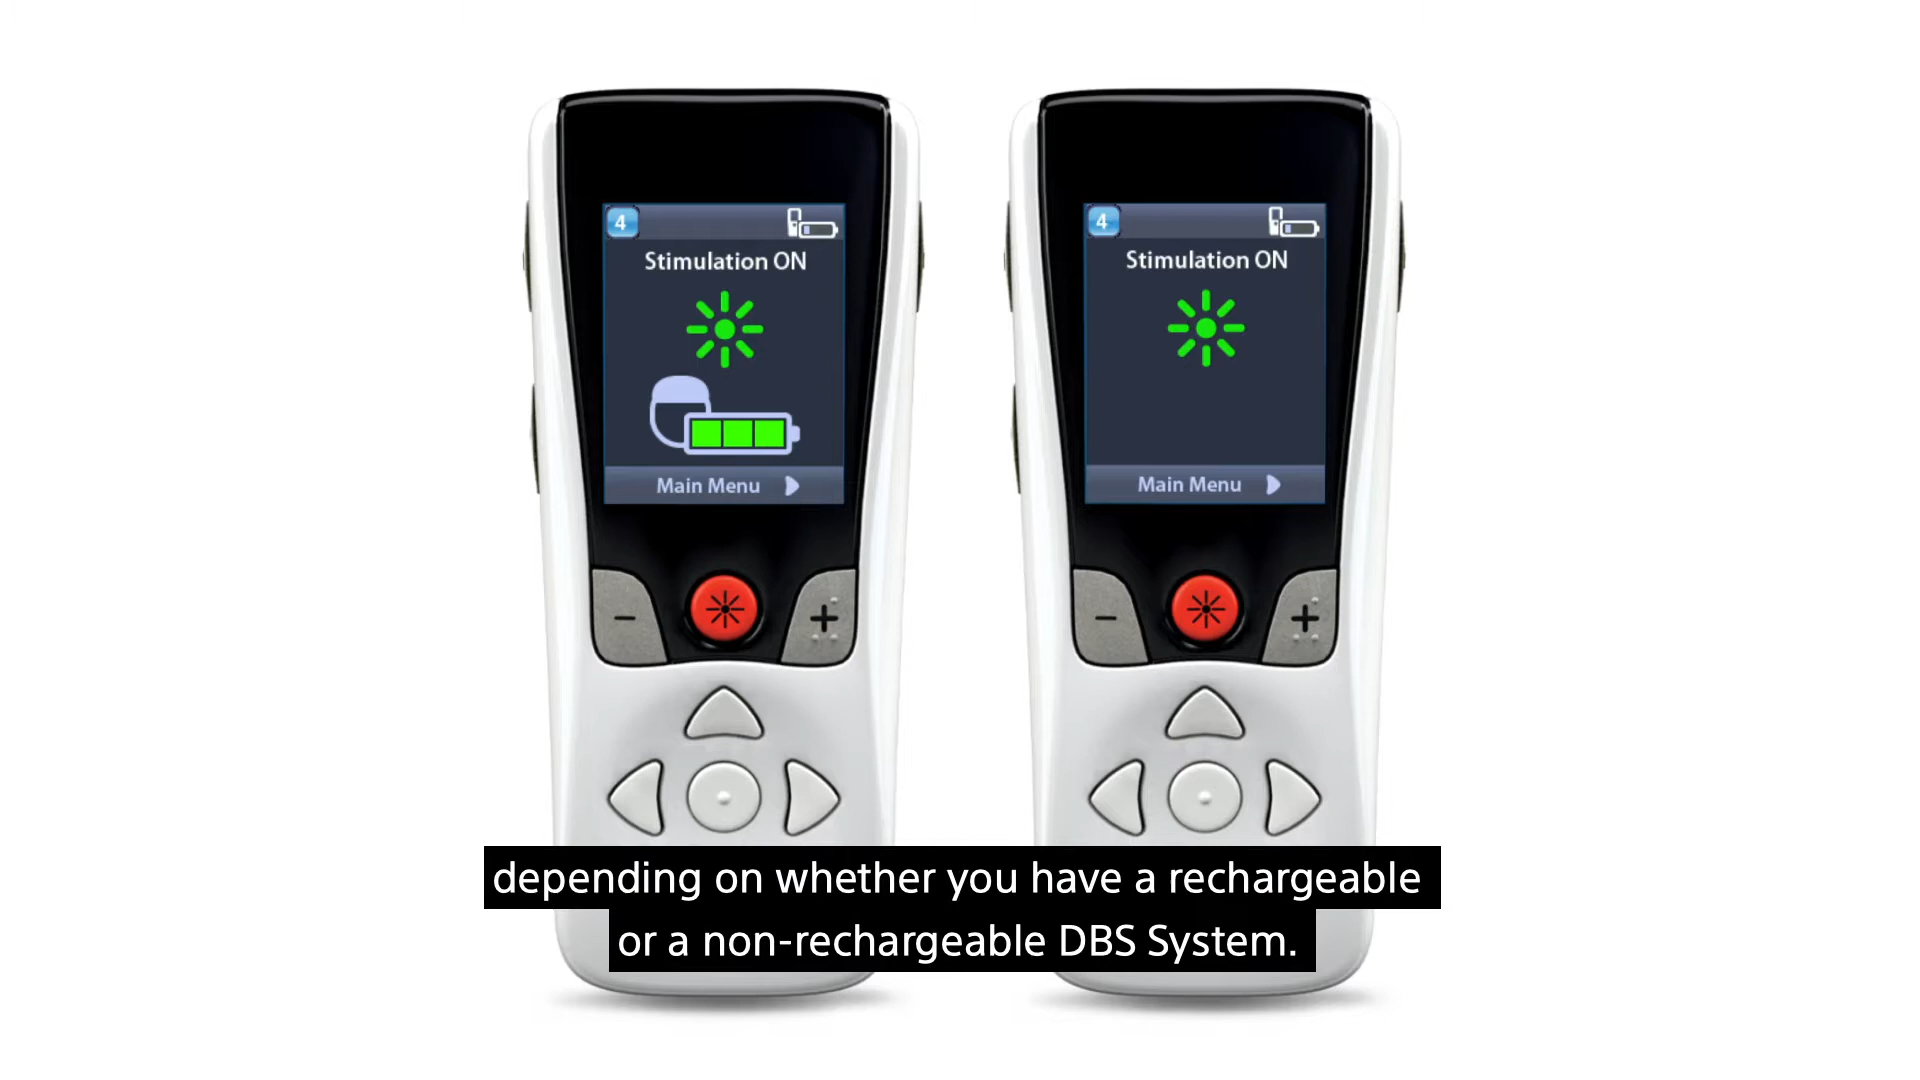 4
Stimulation ON
Main Menu
4
Stimulation ON
Main Menu
depending on whether you have a rechargeable
or a non-rechargeable DBS System.